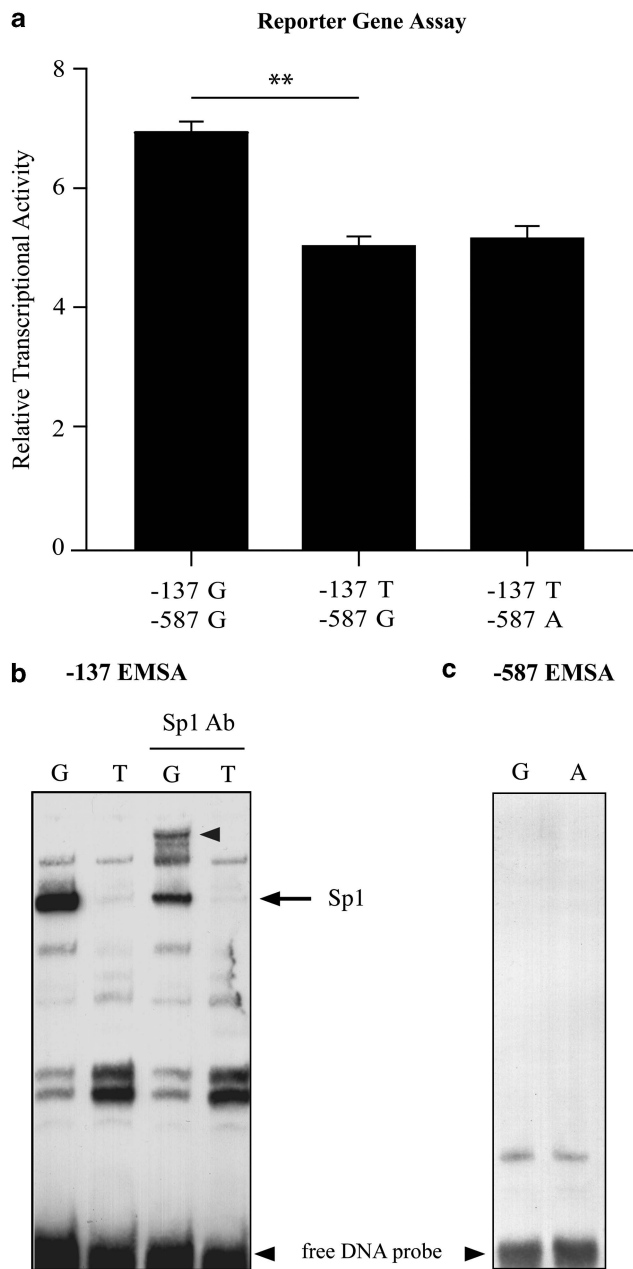 a
Reporter Gene Assay
Relative Transcriptional Activity
8
6
4
2
0
**
-137 G -137 T -137 T
-587 G -587 G -587 A
b -137 EMSA
Sp1 Ab
G T G T
Sp1
c -587 EMSA
G A
free DNA probe